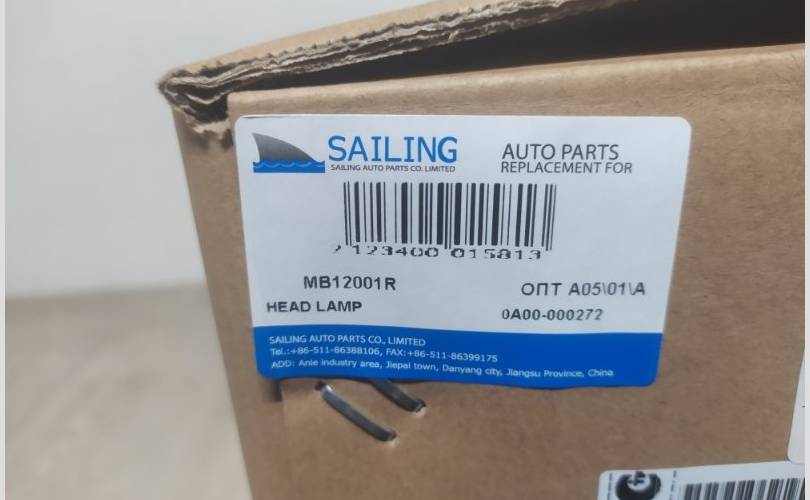 SAILING
SAILING AUTO PARTS CO. LIMITED
AUTO PARTS
REPLACEMENT FOR
2 123400 015813
MB12001R
ОПТ A05\01\A
HEAD LAMP
0A00-000272
SAILING AUTO PARTS CO., LIMITED
Tel.:+86-511-86388106, FAX:+86-511-86399175
ADD: Anie industry area, Jiepai town, Danyang city, Jiangsu Province, China